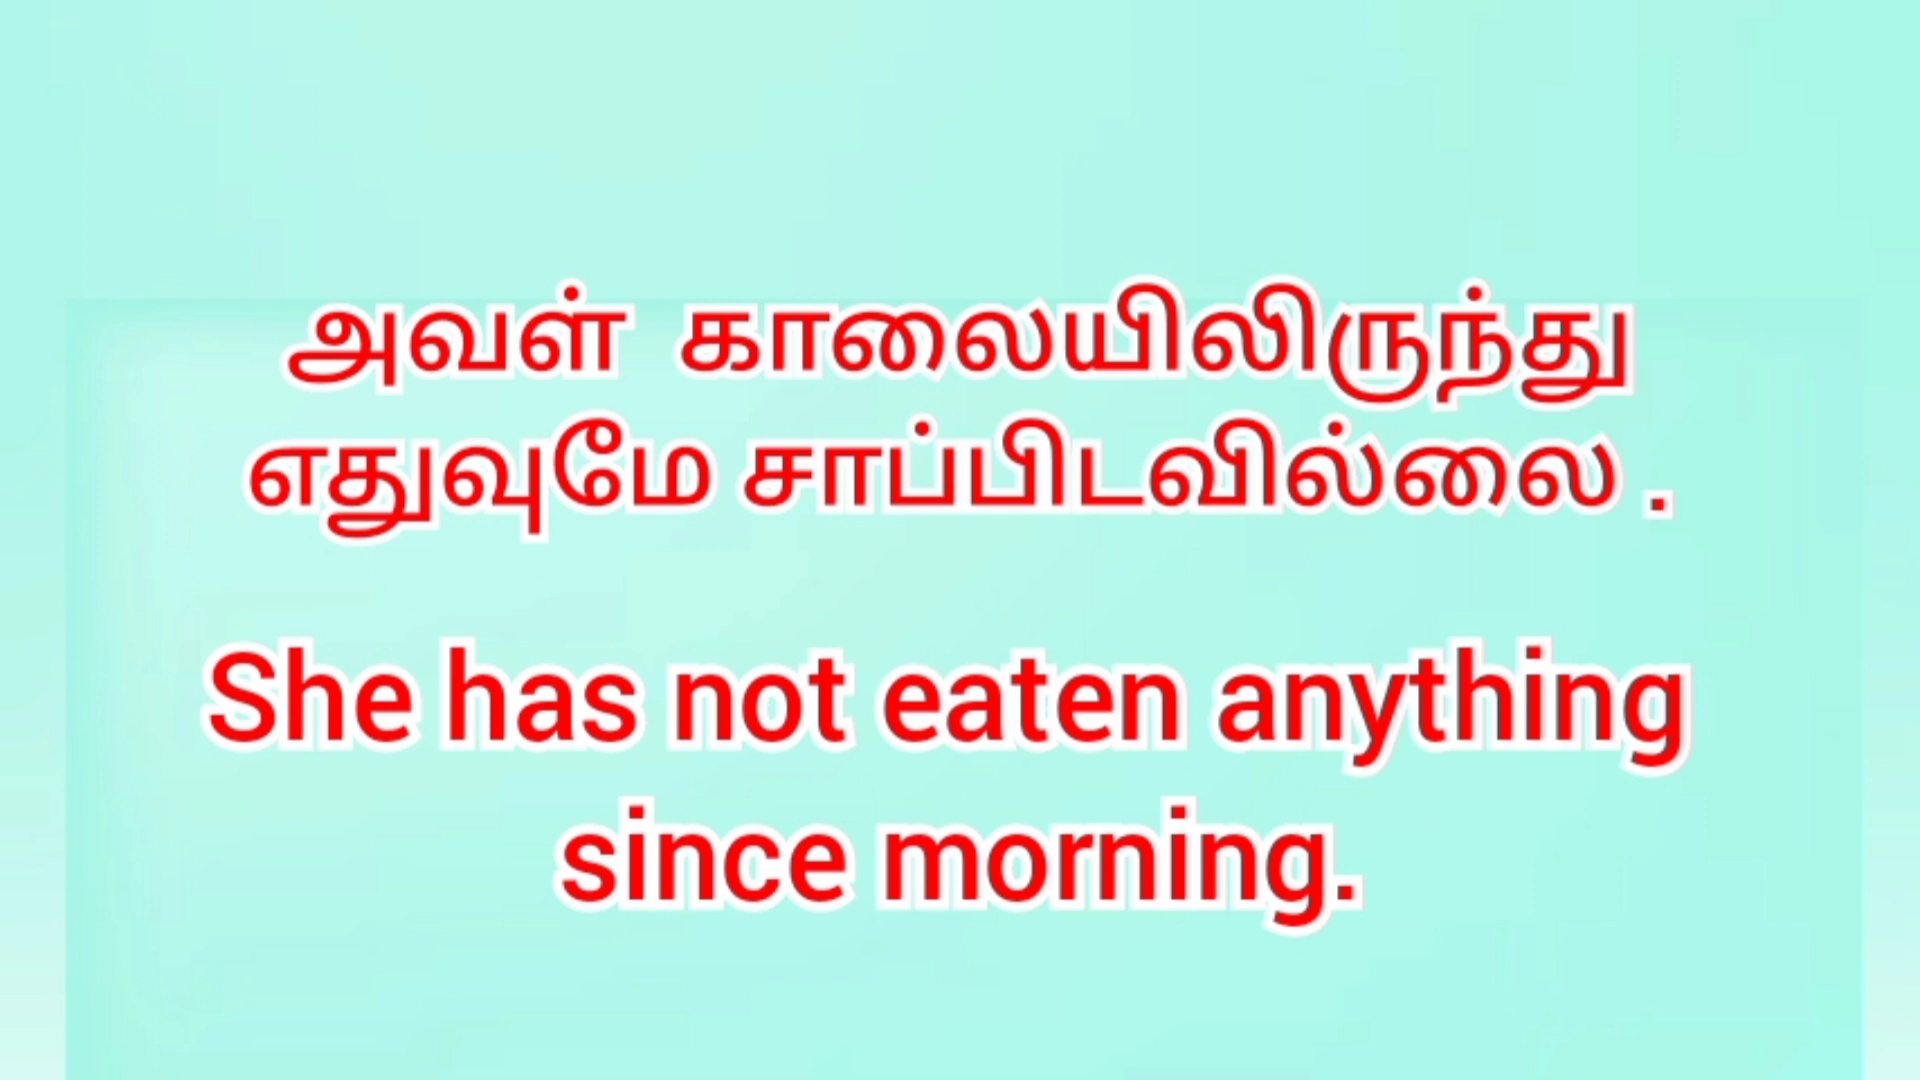 அவள் காலையிலிருந்து
எதுவுமே சாப்பிடவில்லை .
She has not eaten anything
since morning.